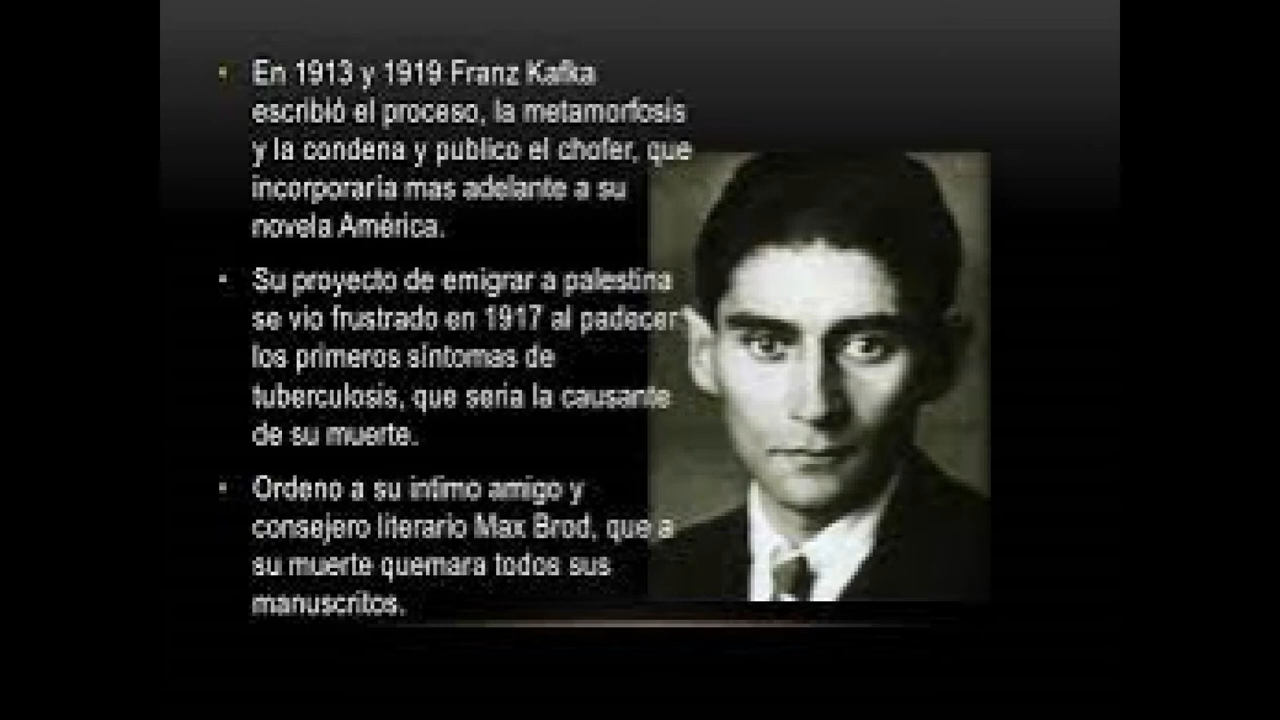 • En 1913 y 1919 Franz Kafka
escribió el proceso, la metamorfosis
y la condena y publico el chofer, que
incorporaria mas adelante a su
novela América.
• Su proyecto de emigrar a palestina
se vio frustrado en 1917 al padecer
los primeros síntomas de
tuberculosis, que seria la causante
de su muerte.
• Ordeno a su intimo amigo y
consejero literario Max Brod, que a
su muerte quemara todos sus
manuscritos.